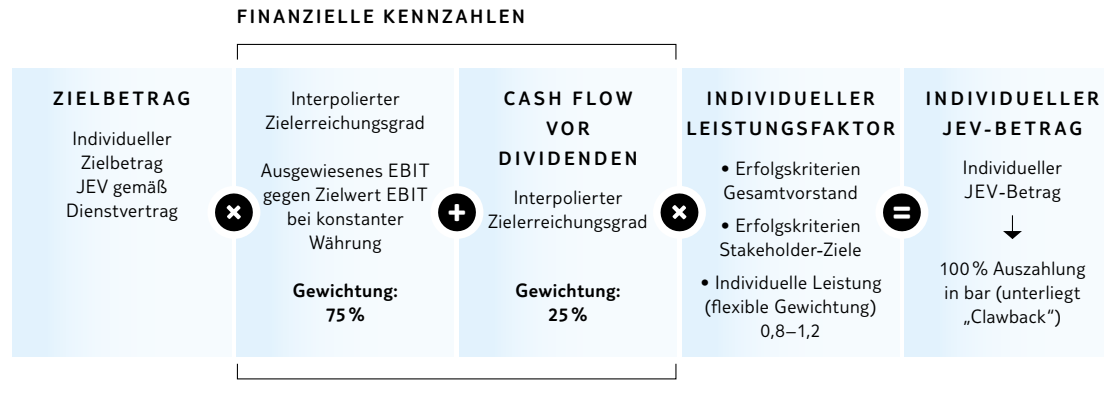 FINANZIELLE KENNZAHLEN
ZIELBETRAG
Individueller
Zielbetrag
JEV gemäß
Dienstvertrag
×
Interpolierter
Zielerreichungsgrad
Ausgewiesenes EBIT
gegen Zielwert EBIT
bei konstanter
Währung
Gewichtung:
75 %
+
CASH FLOW
VOR
DIVIDENDEN
Interpolierter
Zielerreichungsgrad
Gewichtung:
25 %
×
INDIVIDUELLER
LEISTUNGSFAKTOR
• Erfolgskriterien
Gesamtvorstand
• Erfolgskriterien
Stakeholder-Ziele
• Individuelle Leistung
(flexible Gewichtung)
0,8–1,2
=
INDIVIDUELLER
JEV-BETRAG
Individueller
JEV-Betrag
100 % Auszahlung
in bar (unterliegt
„Clawback“)